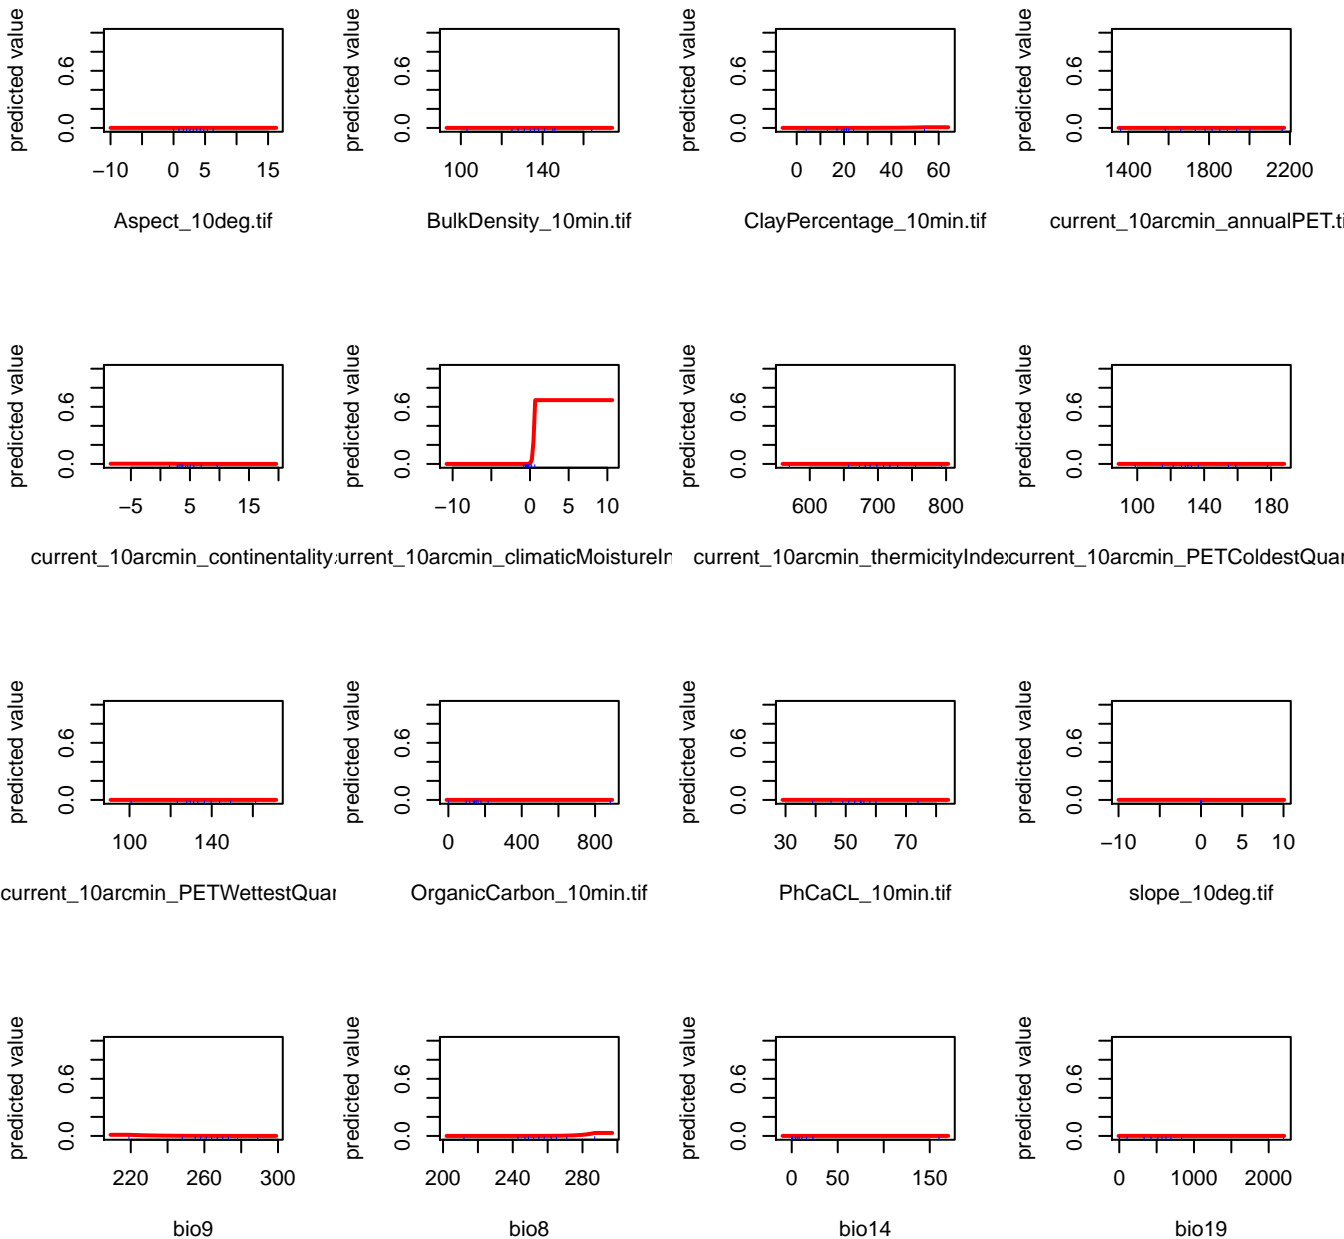 predicted value
0.0 0.6
−10 0 5 15
Aspect_10deg.tif
predicted value
0.0 0.6
100 140
BulkDensity_10min.tif
predicted value
0.0 0.6
0 20 40 60
ClayPercentage_10min.tif
predicted value
0.0 0.6
1400 1800 2200
current_10arcmin_annualPET.ti
predicted value
0.0 0.6
−5 5 15
current_10arcmin_continentality
predicted value
0.0 0.6
−10 0 5 10
urrent_10arcmin_climaticMoistureIn
predicted value
0.0 0.6
600 700 800
current_10arcmin_thermicityIndex
predicted value
0.0 0.6
100 140 180
current_10arcmin_PETColdestQuar
predicted value
0.0 0.6
100 140
current_10arcmin_PETWettestQuar
predicted value
0.0 0.6
0 400 800
OrganicCarbon_10min.tif
predicted value
0.0 0.6
30 50 70
PhCaCL_10min.tif
predicted value
0.0 0.6
−10 0 5 10
slope_10deg.tif
predicted value
0.0 0.6
220 260 300
bio9
predicted value
0.0 0.6
200 240 280
bio8
predicted value
0.0 0.6
0 50 150
bio14
predicted value
0.0 0.6
0 1000 2000
bio19